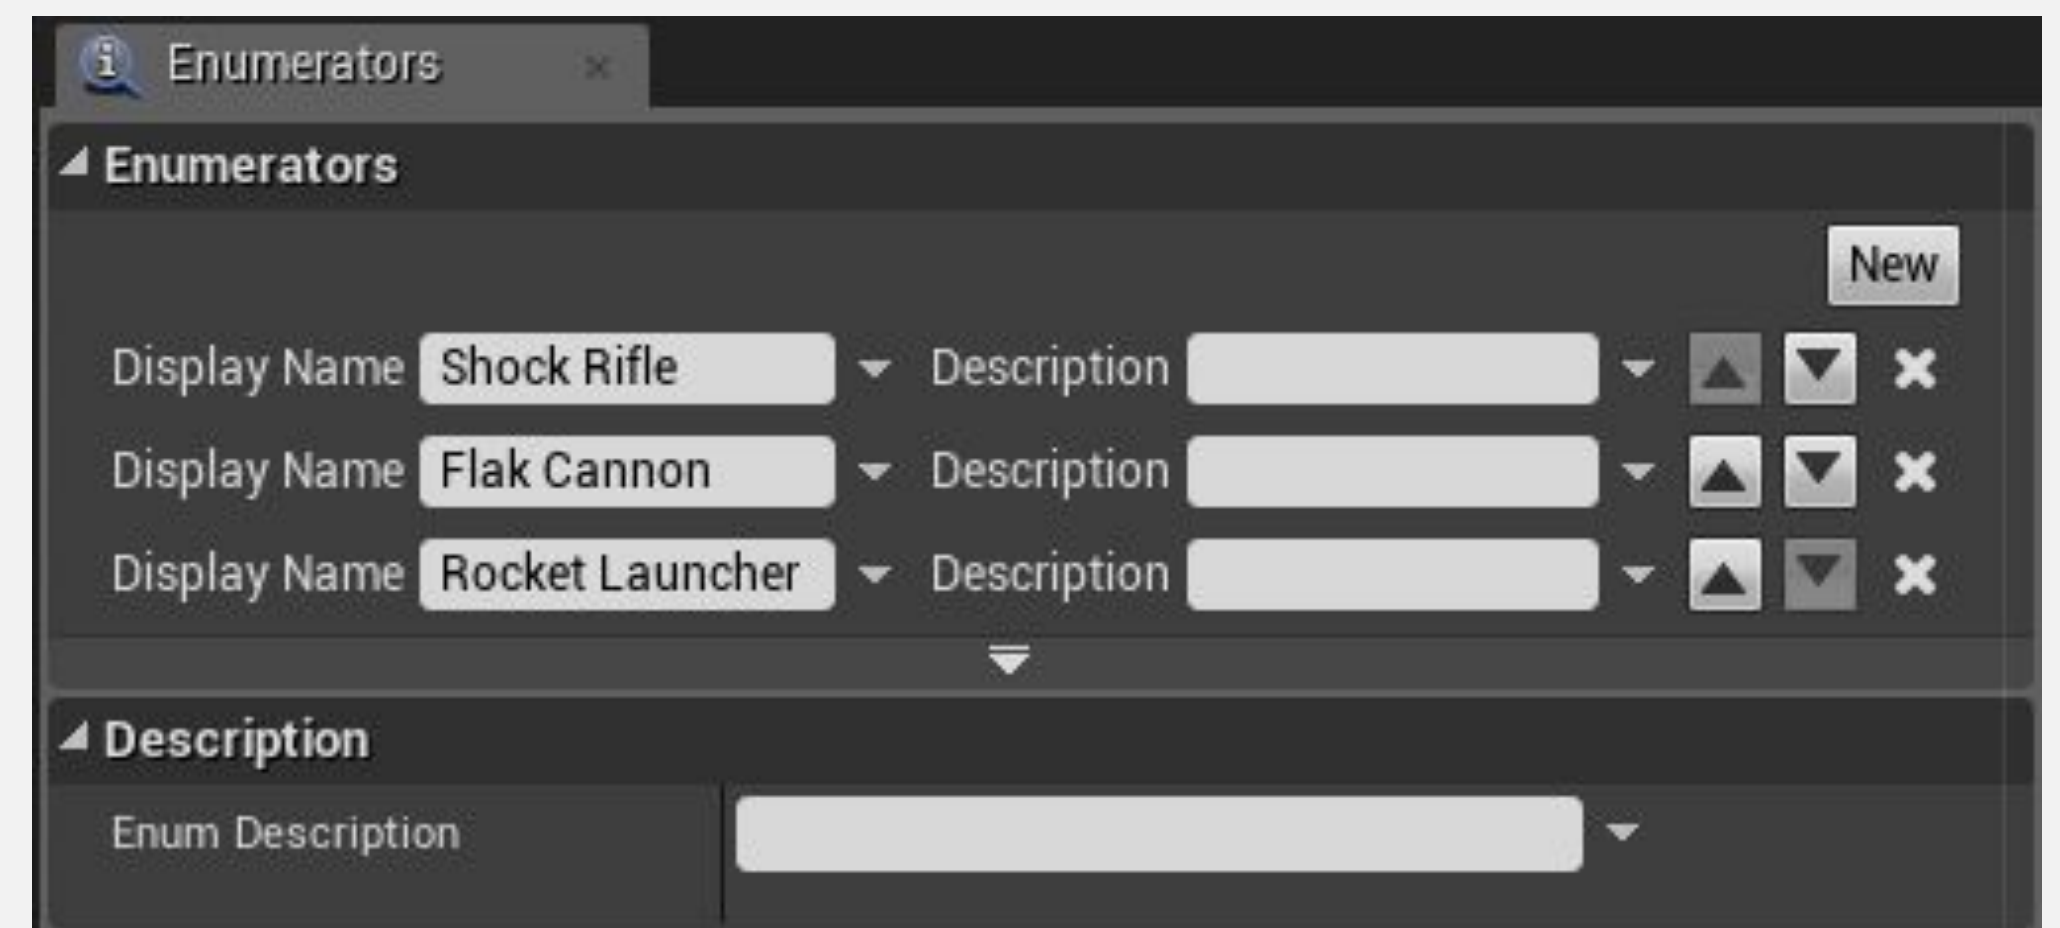 Enumerators
Enumerators
New
Display Name Shock Rifle Description
Display Name Flak Cannon Description
Display Name Rocket Launcher Description
Description
Enum Description